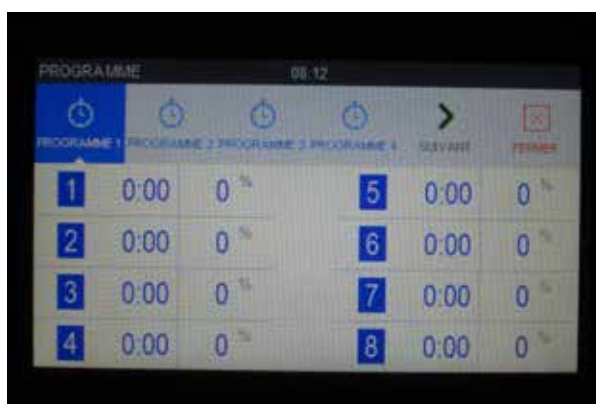 PROGRAMME 08:12
PROGRAMME 1 PROGRAMME 2 PROGRAMME 3 PROGRAMME 4 SUIVANT FERMER
1 0:00 0 % 5 0:00 0 %
2 0:00 0 % 6 0:00 0 %
3 0:00 0 % 7 0:00 0 %
4 0:00 0 % 8 0:00 0 %